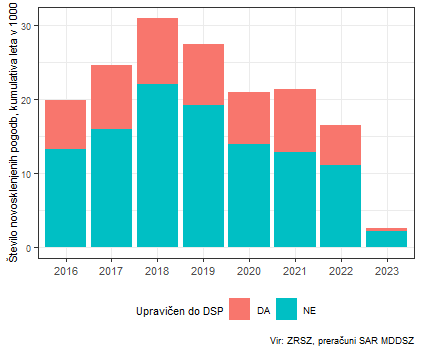 Število novosklenjenih pogodb, kumulativa leta v 1000
30
20
10
0
2016 2017 2018 2019 2020 2021 2022 2023
Upravičen do DSP DA NE
Vir: ZRSZ, preračuni SAR MDDSZ